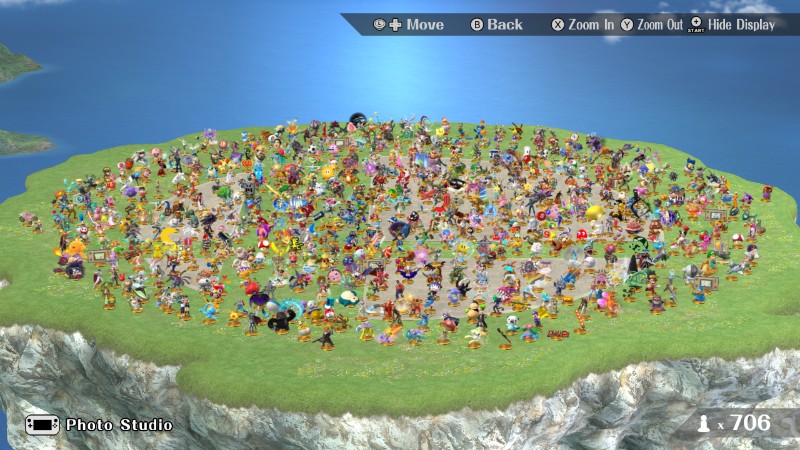 Ⓛ✚ Move Ⓑ Back Ⓧ Zoom In Ⓨ Zoom Out START Hide Display
Photo Studio
x 706